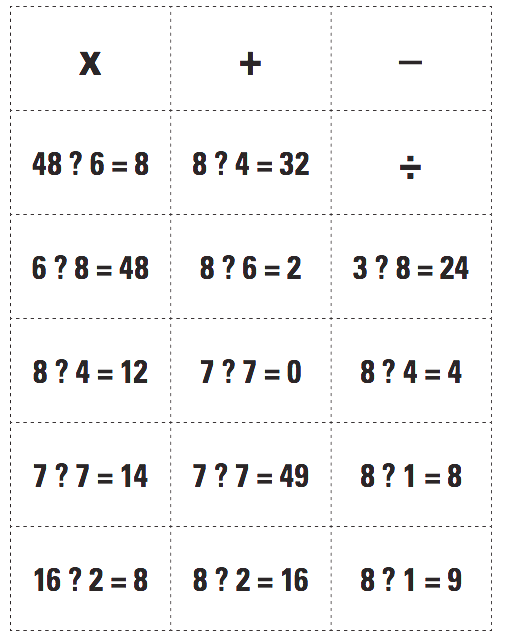 x + −
48 ? 6 = 8 8 ? 4 = 32 ÷
6 ? 8 = 48 8 ? 6 = 2 3 ? 8 = 24
8 ? 4 = 12 7 ? 7 = 0 8 ? 4 = 4
7 ? 7 = 14 7 ? 7 = 49 8 ? 1 = 8
16 ? 2 = 8 8 ? 2 = 16 8 ? 1 = 9